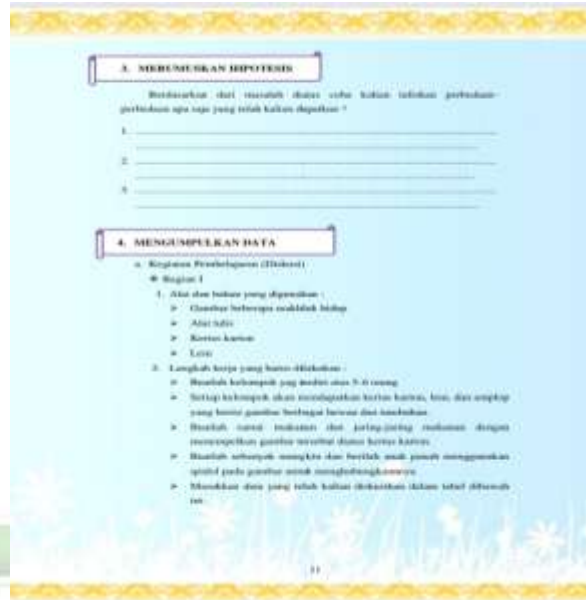 3. MERUMUSKAN HIPOTESIS
Berdasarkan dari masalah diatas coba kalian tuliskan perbedaan-
perbedaan apa saja yang telah kalian dapatkan ?
1.
2.
3.
4. MENGUMPULKAN DATA
a. Kegiatan Pembelajaran (Diskusi)
Bagian I
1. Alat dan bahan yang digunakan :
➢ Gambar beberapa makhluk hidup
➢ Alat tulis
➢ Kertas karton
➢ Lem
2. Langkah kerja yang harus dilakukan :
➢ Buatlah kelompok yang terdiri atas 5-6 orang
➢ Setiap kelompok akan mendapatkan kertas karton, lem, dan amplop
yang berisi gambar berbagai hewan dan tumbuhan.
➢ Buatlah rantai makanan dan jaring-jaring makanan dengan
menempelkan gambar tersebut diatas kertas karton.
➢ Buatlah sebanyak mungkin dan berilah anak panah menggunakan
spidol pada gambar untuk menghubungkannya.
➢ Masukkan data yang telah kalian diskusikan dalam tabel dibawah
ini.